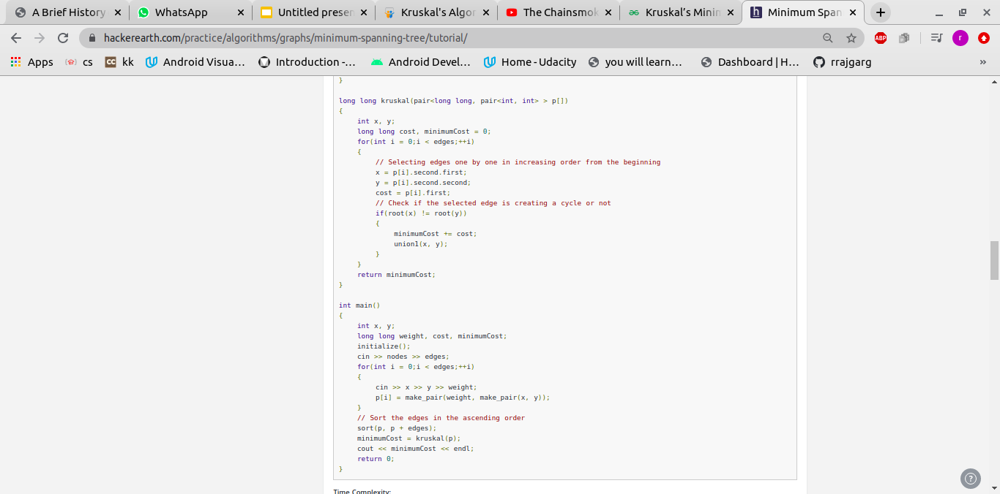 A Brief History
WhatsApp
Untitled presen
Kruskal's Algor
The Chainsmok
Kruskal's Minin
Minimum Span
hackerearth.com/practice/algorithms/graphs/minimum-spanning-tree/tutorial/
ABP
r
Apps
cs
CC kk
Android Visua...
Introduction -...
Android Devel...
Home - Udacity
you will learn...
Dashboard | H...
rrajgarg
»
}
long long kruskal(pair<long long, pair<int, int> > p[])
{
int x, y;
long long cost, minimumCost = 0;
for(int i = 0;i < edges;++i)
{
// Selecting edges one by one in increasing order from the beginning
x = p[i].second.first;
y = p[i].second.second;
cost = p[i].first;
// Check if the selected edge is creating a cycle or not
if(root(x) != root(y))
{
minimumCost += cost;
union1(x, y);
}
}
return minimumCost;
}
int main()
{
int x, y;
long long weight, cost, minimumCost;
initialize();
cin >> nodes >> edges;
for(int i = 0;i < edges;++i)
{
cin >> x >> y >> weight;
p[i] = make_pair(weight, make_pair(x, y));
}
// Sort the edges in the ascending order
sort(p, p + edges);
minimumCost = kruskal(p);
cout << minimumCost << endl;
return 0;
}
Time Complexity: